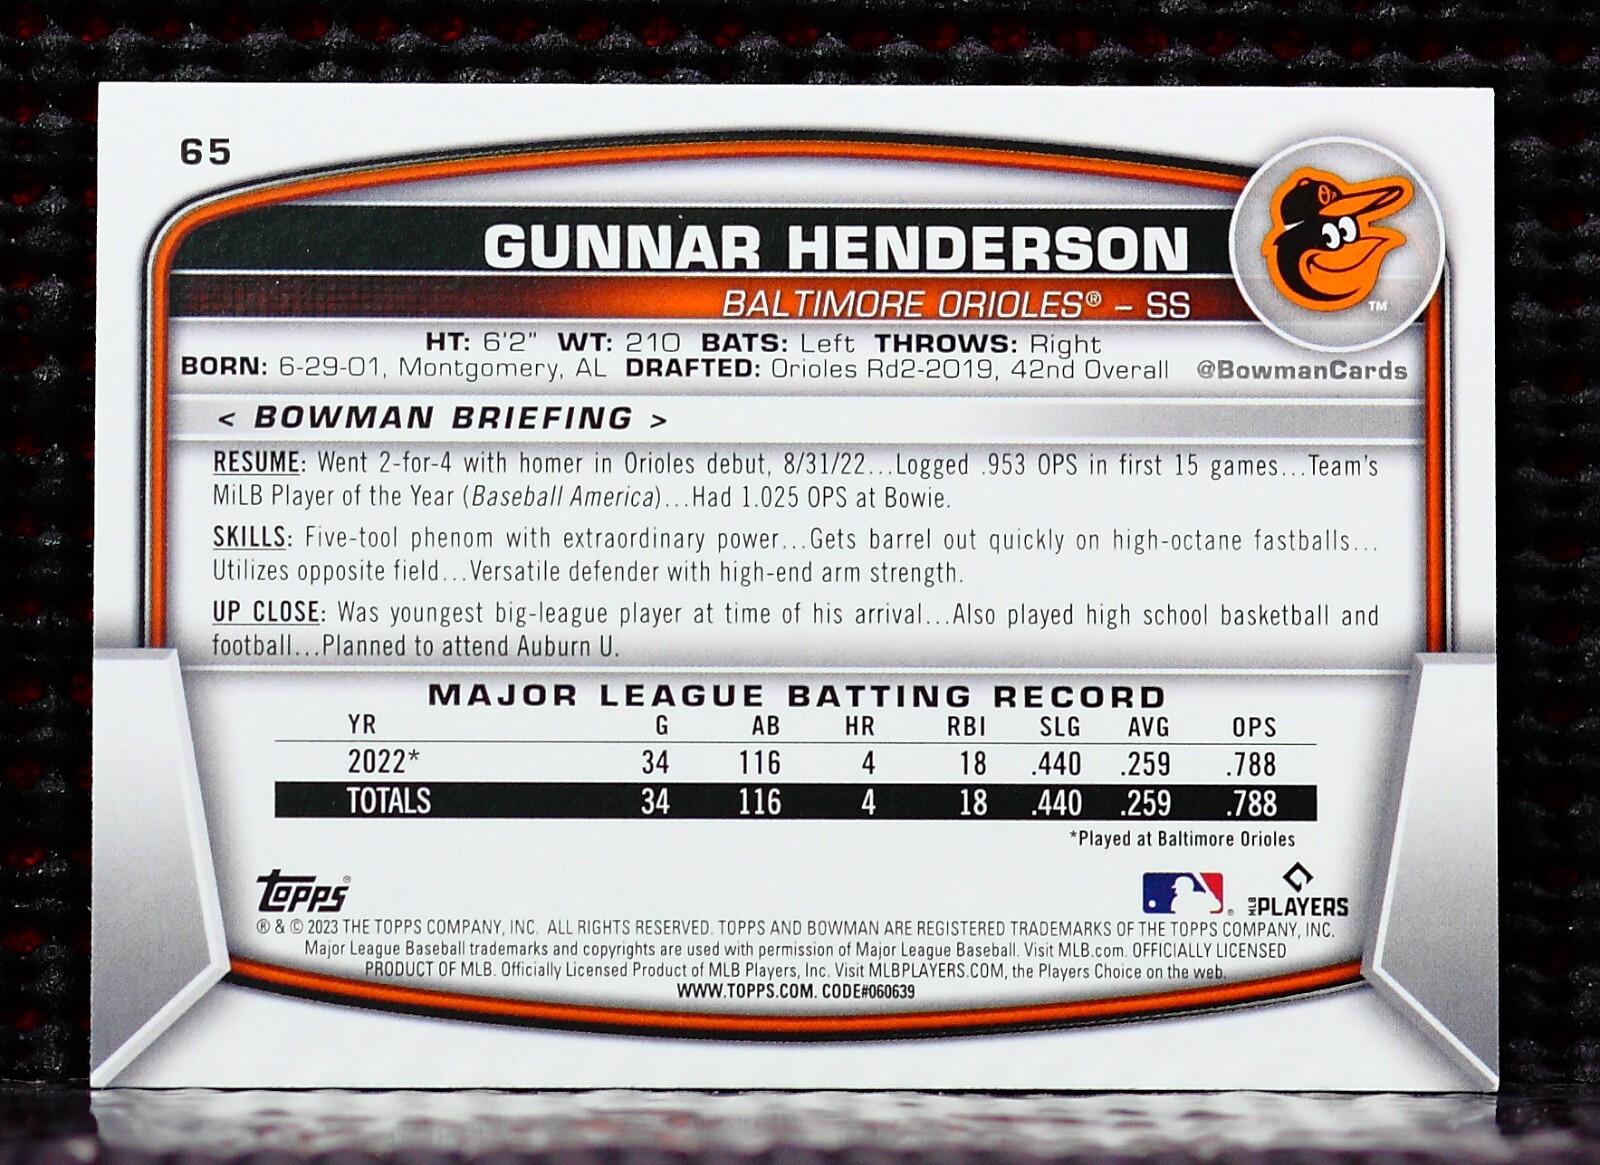 65
GUNNAR HENDERSON
BALTIMORE ORIOLES® – SS
TM
HT: 6'2" WT: 210 BATS: Left THROWS: Right
BORN: 6-29-01, Montgomery, AL DRAFTED: Orioles Rd2-2019, 42nd Overall @BowmanCards
< BOWMAN BRIEFING >
RESUME: Went 2-for-4 with homer in Orioles debut, 8/31/22...Logged .953 OPS in first 15 games...Team's
MiLB Player of the Year (Baseball America)...Had 1.025 OPS at Bowie.
SKILLS: Five-tool phenom with extraordinary power...Gets barrel out quickly on high-octane fastballs...
Utilizes opposite field...Versatile defender with high-end arm strength.
UP CLOSE: Was youngest big-league player at time of his arrival...Also played high school basketball and
football...Planned to attend Auburn U.
MAJOR LEAGUE BATTING RECORD
YR G AB HR RBI SLG AVG OPS
2022* 34 116 4 18 .440 .259 .788
TOTALS 34 116 4 18 .440 .259 .788
*Played at Baltimore Orioles
Topps® MLB PLAYERS
® & © 2023 THE TOPPS COMPANY, INC. ALL RIGHTS RESERVED. TOPPS AND BOWMAN ARE REGISTERED TRADEMARKS OF THE TOPPS COMPANY, INC.
Major League Baseball trademarks and copyrights are used with permission of Major League Baseball. Visit MLB.com. OFFICIALLY LICENSED
PRODUCT OF MLB. Officially Licensed Product of MLB Players, Inc. Visit MLBPLAYERS.COM, the Players Choice on the web.
WWW.TOPPS.COM. CODE#060639